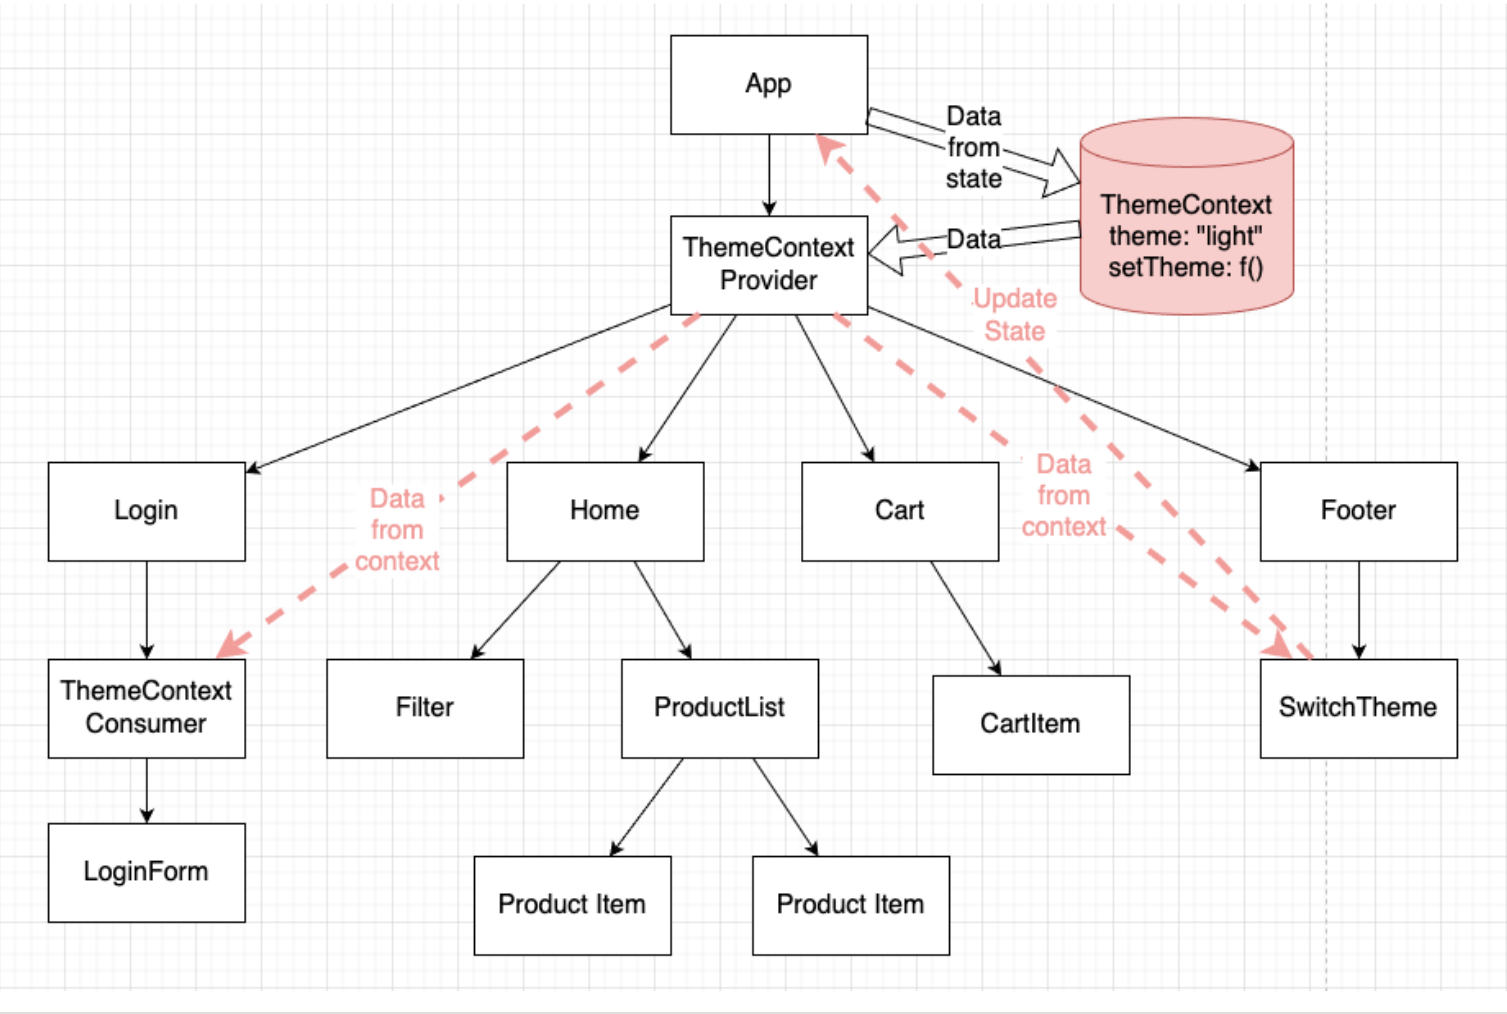 App
Data
from
state
ThemeContext
theme: "light"
setTheme: f()
ThemeContext
Provider
Data
Update
State
Login
Data
from
context
Home
Cart
Data
from
context
Footer
ThemeContext
Consumer
Filter
ProductList
CartItem
SwitchTheme
LoginForm
Product Item
Product Item